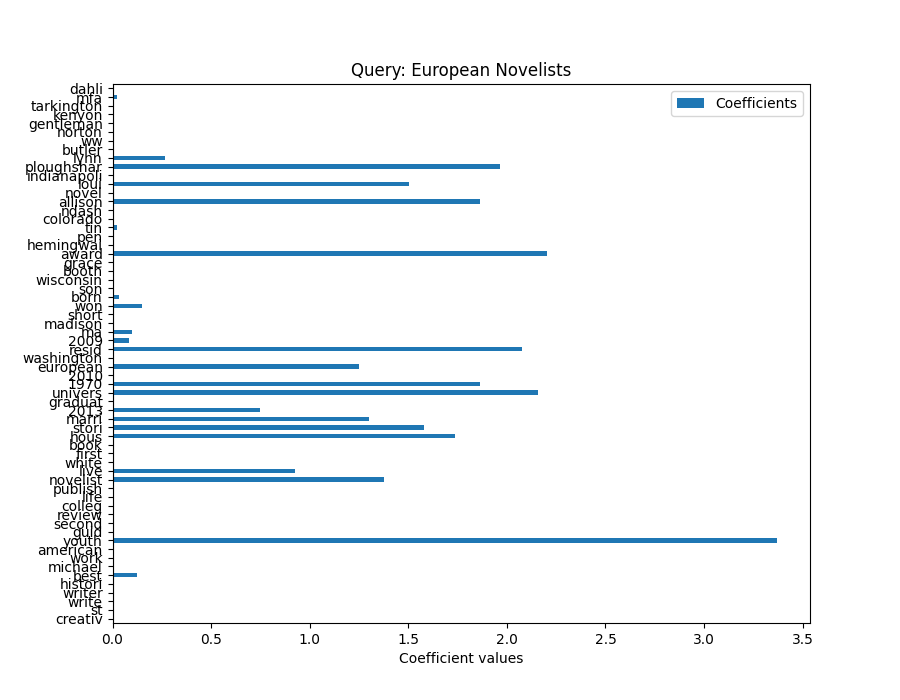 Query: European Novelists
Coefficients
dahli
mfa
tarkington
kenyon
gentleman
norton
ww
butler
lynn
ploughshar
indianapoli
loui
novel
allison
ndash
colorado
tin
pen
hemingwai
award
grace
booth
wisconsin
son
born
won
short
madison
ma
2009
resid
washington
european
2010
1970
univers
graduat
2013
marri
stori
hous
book
first
white
live
novelist
publish
life
colleg
review
second
guid
youth
american
work
michael
best
histori
writer
write
st
creativ
0.0 0.5 1.0 1.5 2.0 2.5 3.0 3.5
Coefficient values